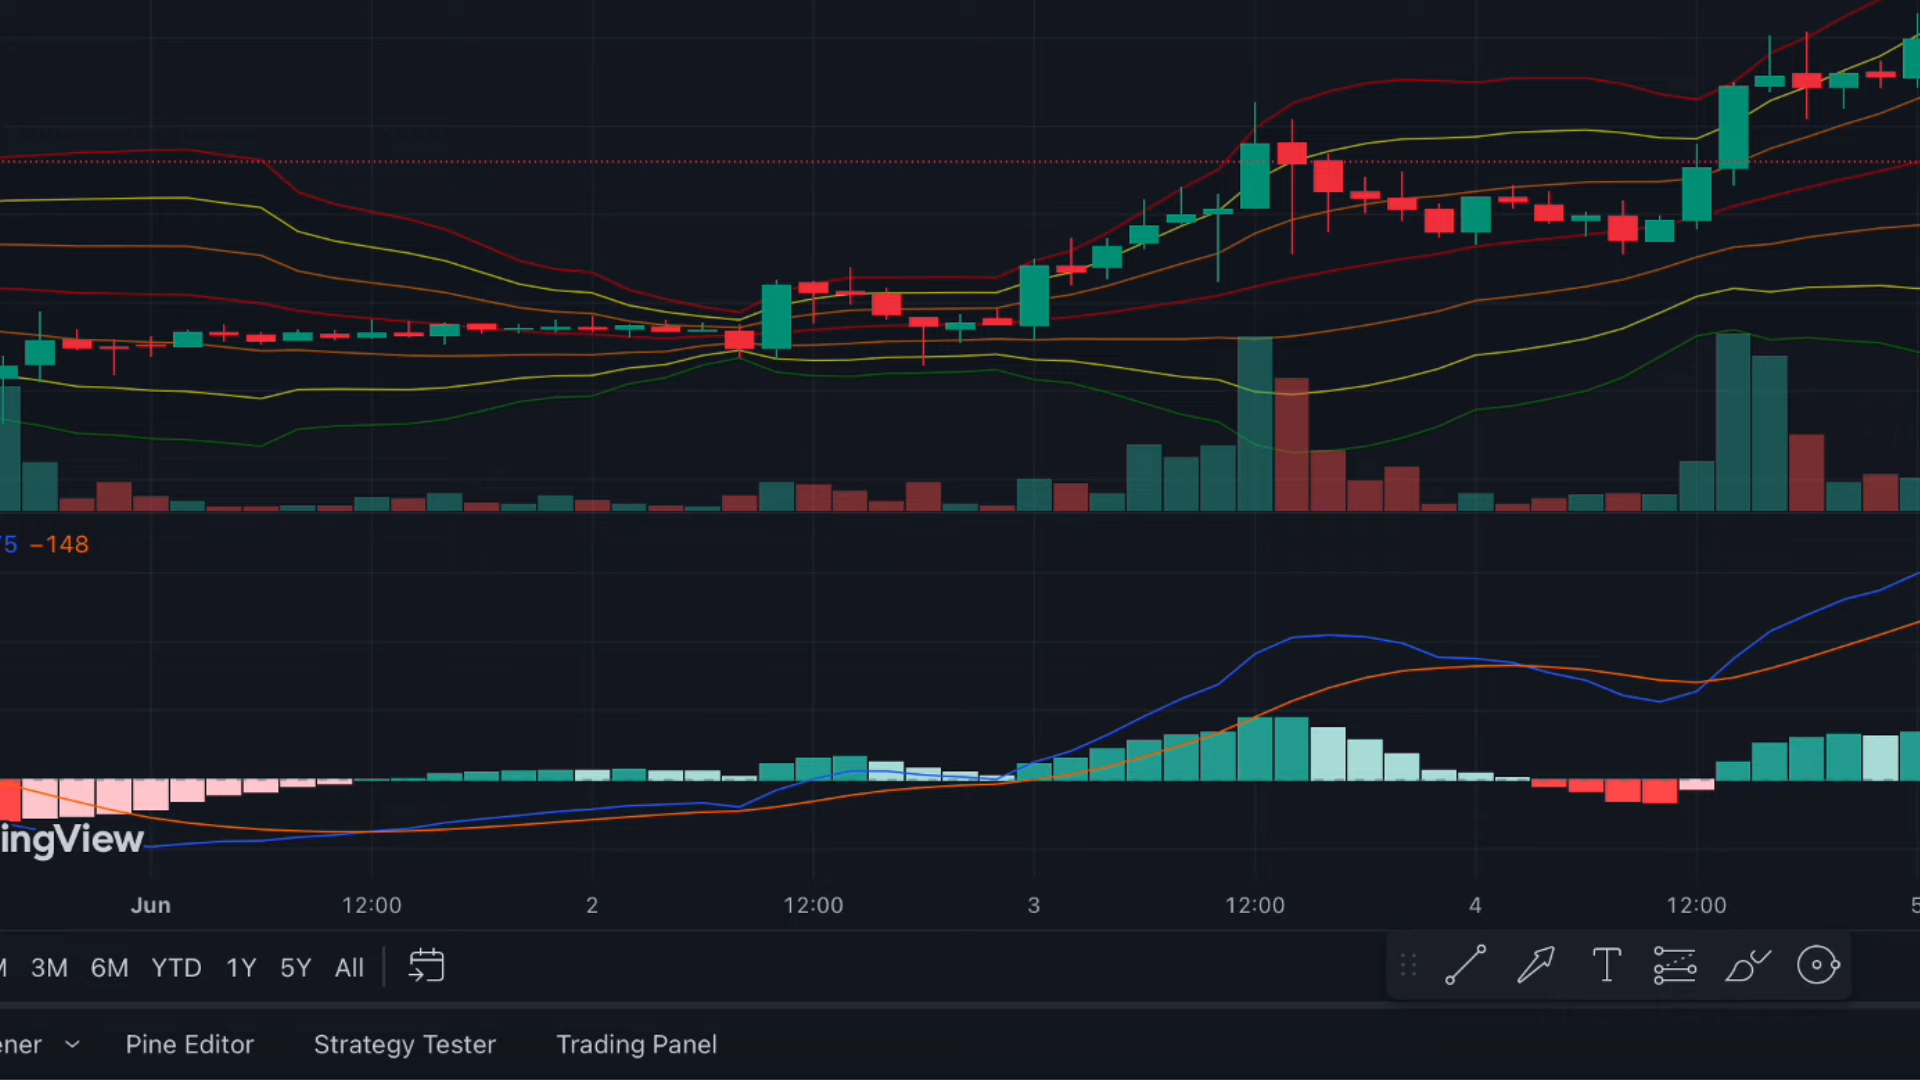 5 −148
ingView
Jun 12:00 2 12:00 3 12:00 4 12:00 5
3M 6M YTD 1Y 5Y All
ener Pine Editor Strategy Tester Trading Panel